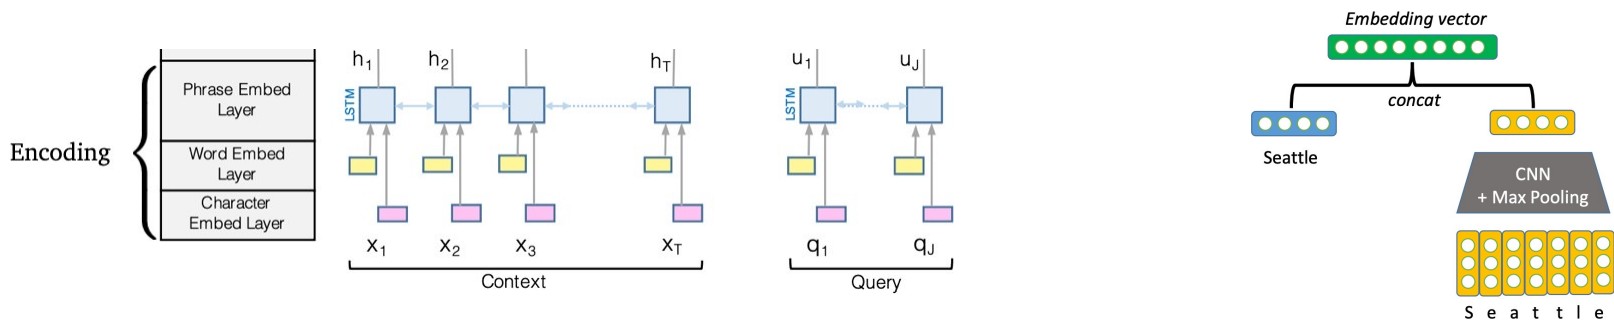 Encoding
Phrase Embed
Layer
Word Embed
Layer
Character
Embed Layer
LSTM
h1
h2
hT
x1
x2
x3
xT
Context
LSTM
u1
uJ
q1
qJ
Query
Embedding vector
concat
Seattle
CNN
+ Max Pooling
S e a t t l e